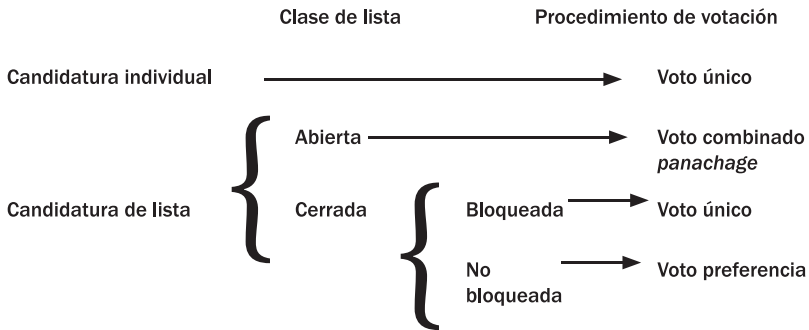 Clase de lista Procedimiento de votación
Candidatura individual Voto único
Abierta Voto combinado
panachage
Candidatura de lista Cerrada Bloqueada Voto único
No Voto preferencia
bloqueada